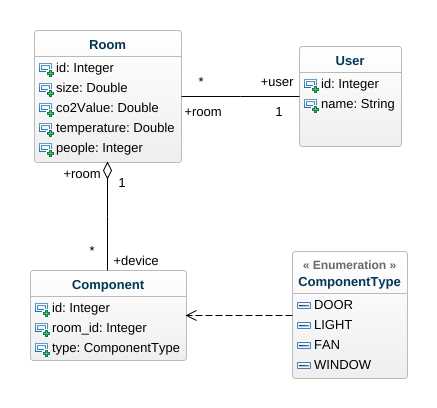 Room
id: Integer
size: Double
co2Value: Double
temperature: Double
people: Integer
User
id: Integer
name: String
*
+user
+room
1
+room
1
*
+device
Component
id: Integer
room_id: Integer
type: ComponentType
« Enumeration »
ComponentType
DOOR
LIGHT
FAN
WINDOW